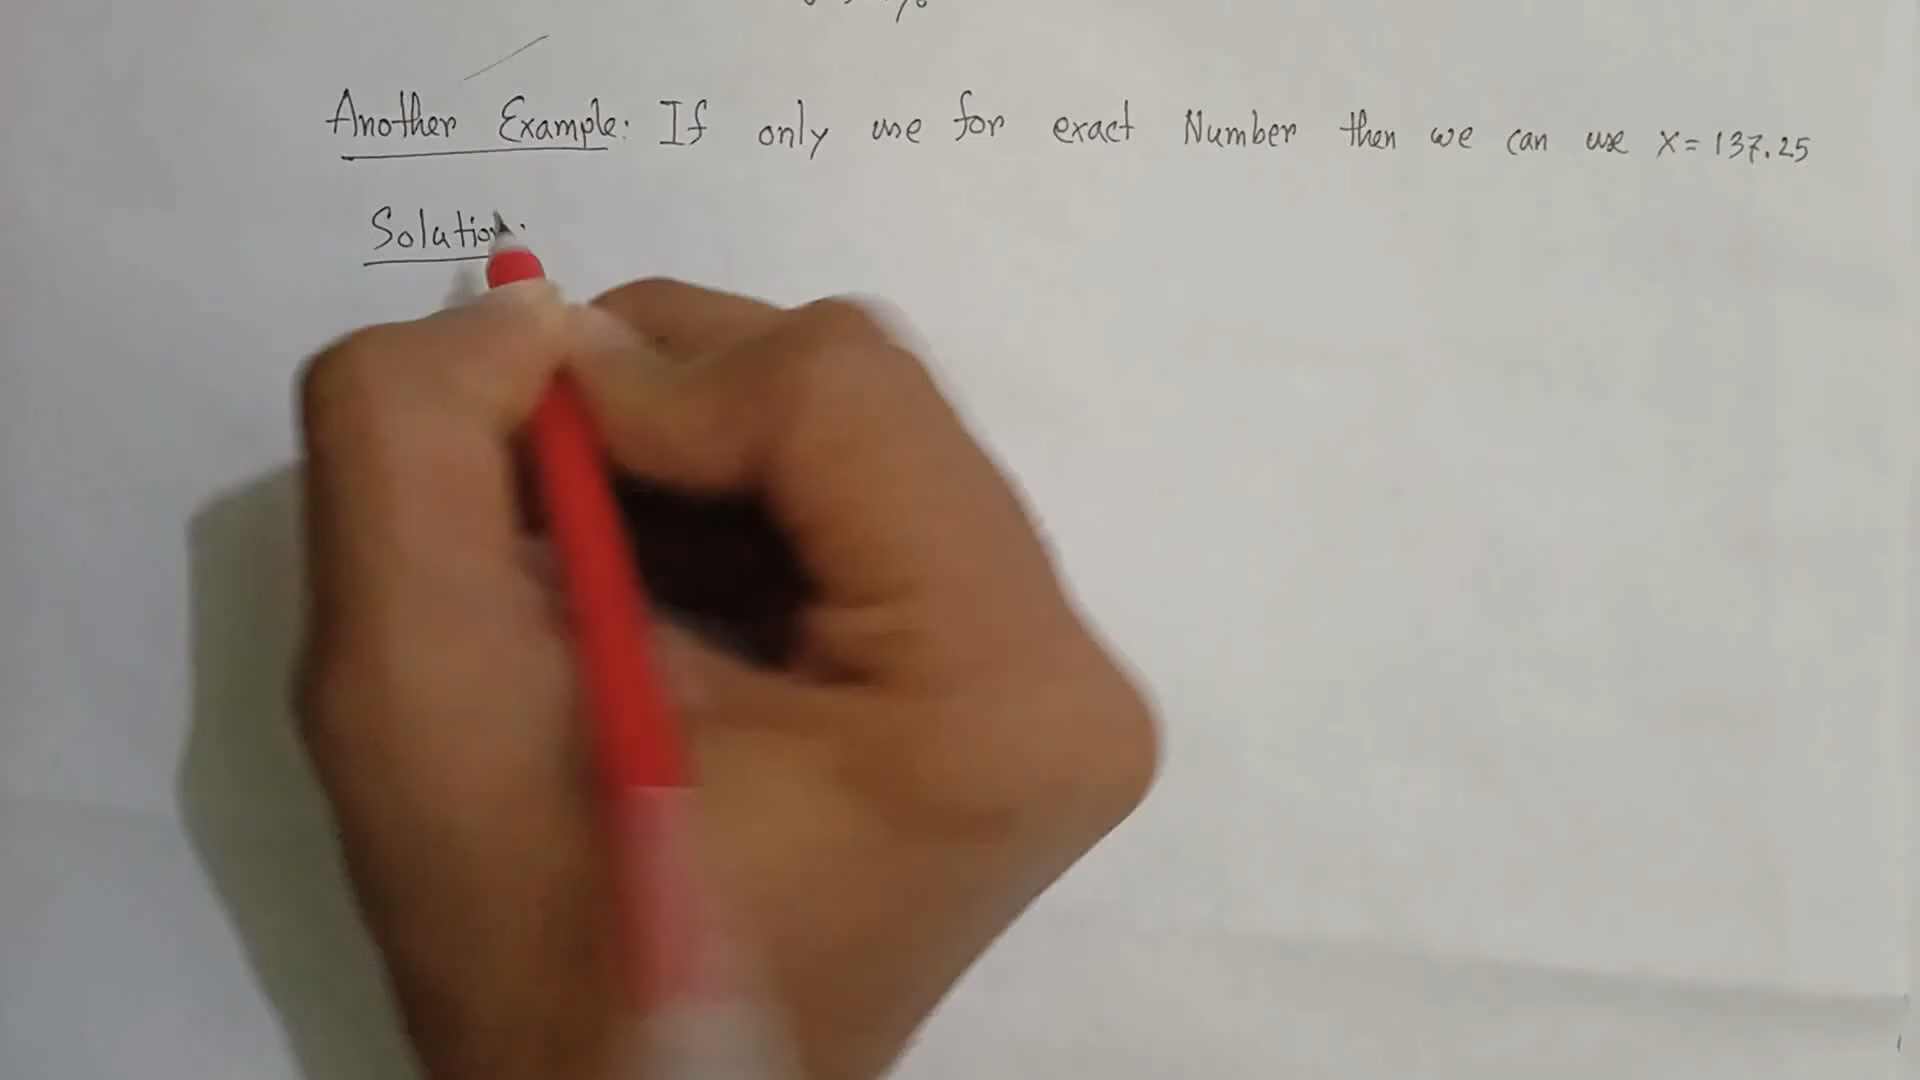 Another Example: If only use for exact Number then we can use x = 137.25
Solution: